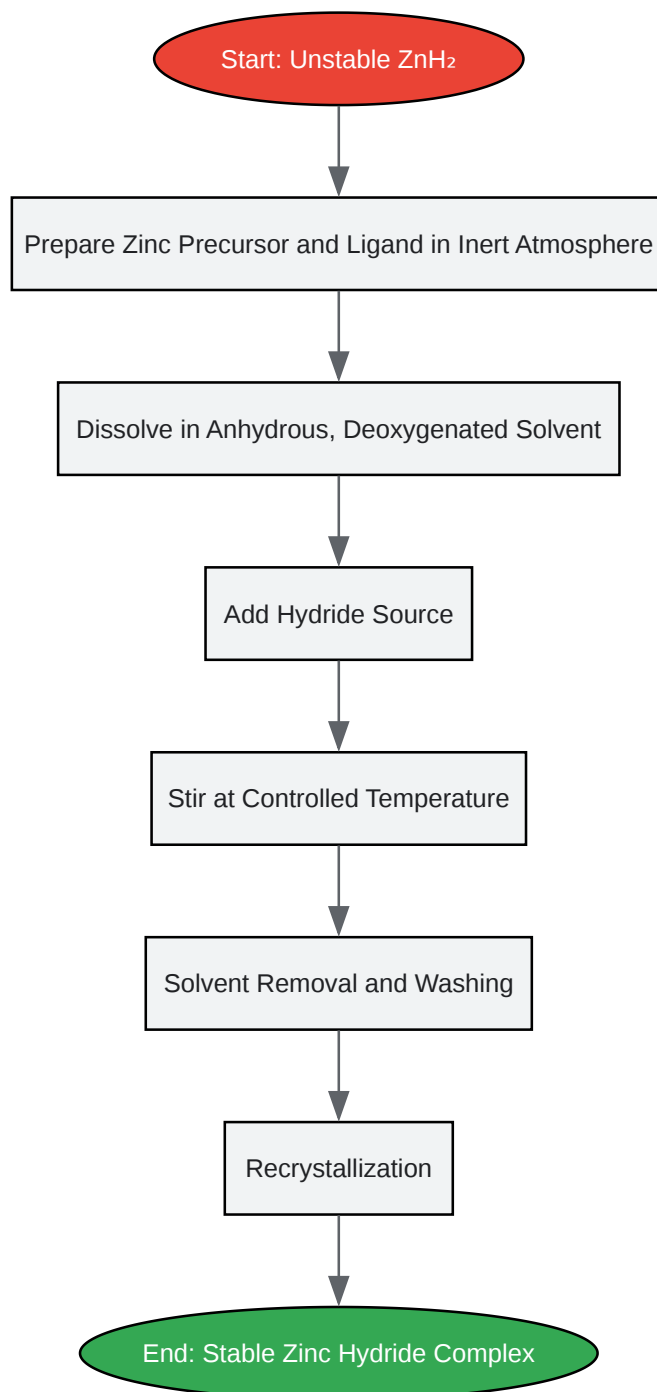 Start: Unstable ZnH₂
Prepare Zinc Precursor and Ligand in Inert Atmosphere
Dissolve in Anhydrous, Deoxygenated Solvent
Add Hydride Source
Stir at Controlled Temperature
Solvent Removal and Washing
Recrystallization
End: Stable Zinc Hydride Complex